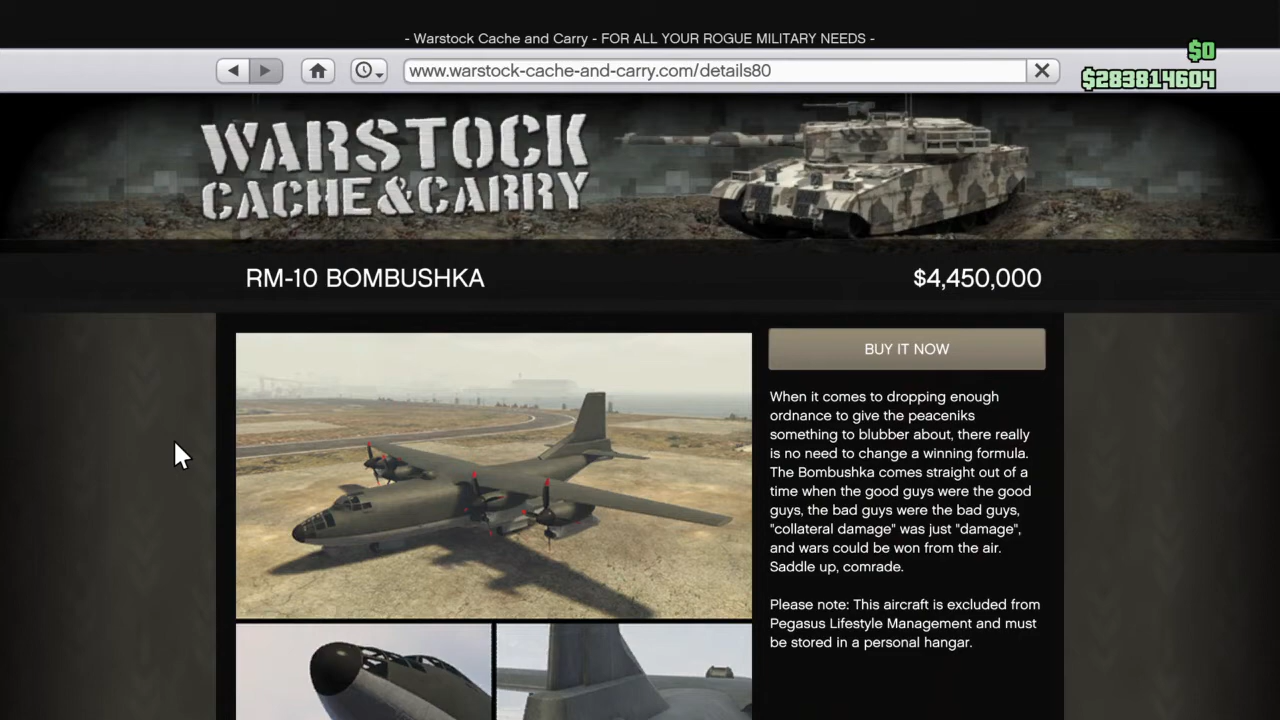 - Warstock Cache and Carry - FOR ALL YOUR ROGUE MILITARY NEEDS -
$0
www.warstock-cache-and-carry.com/details80
$283814604
WARSTOCK
CACHE&CARRY
RM-10 BOMBUSHKA
$4,450,000
BUY IT NOW
When it comes to dropping enough
ordnance to give the peaceniks
something to blubber about, there really
is no need to change a winning formula.
The Bombushka comes straight out of a
time when the good guys were the good
guys, the bad guys were the bad guys,
"collateral damage" was just "damage",
and wars could be won from the air.
Saddle up, comrade.
Please note: This aircraft is excluded from
Pegasus Lifestyle Management and must
be stored in a personal hangar.